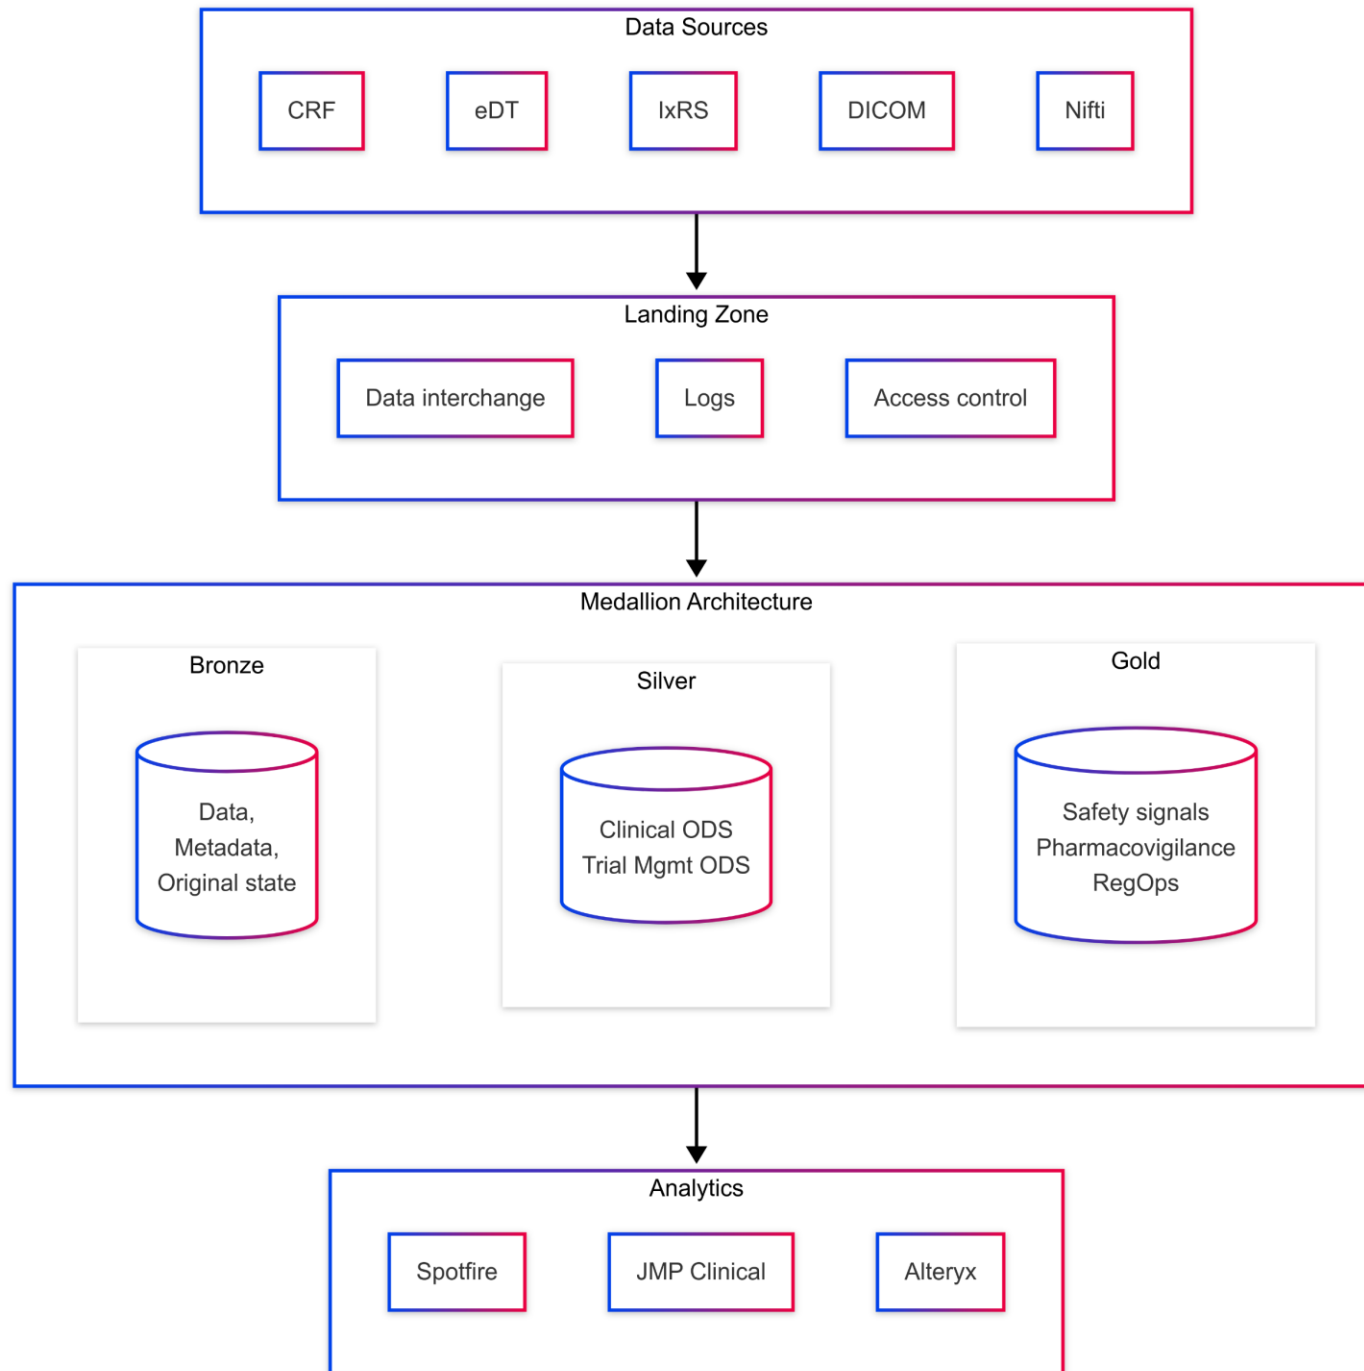 Data Sources
CRF
eDT
IxRS
DICOM
Nifti
Landing Zone
Data interchange
Logs
Access control
Medallion Architecture
Bronze
Data,
Metadata,
Original state
Silver
Clinical ODS
Trial Mgmt ODS
Gold
Safety signals
Pharmacovigilance
RegOps
Analytics
Spotfire
JMP Clinical
Alteryx